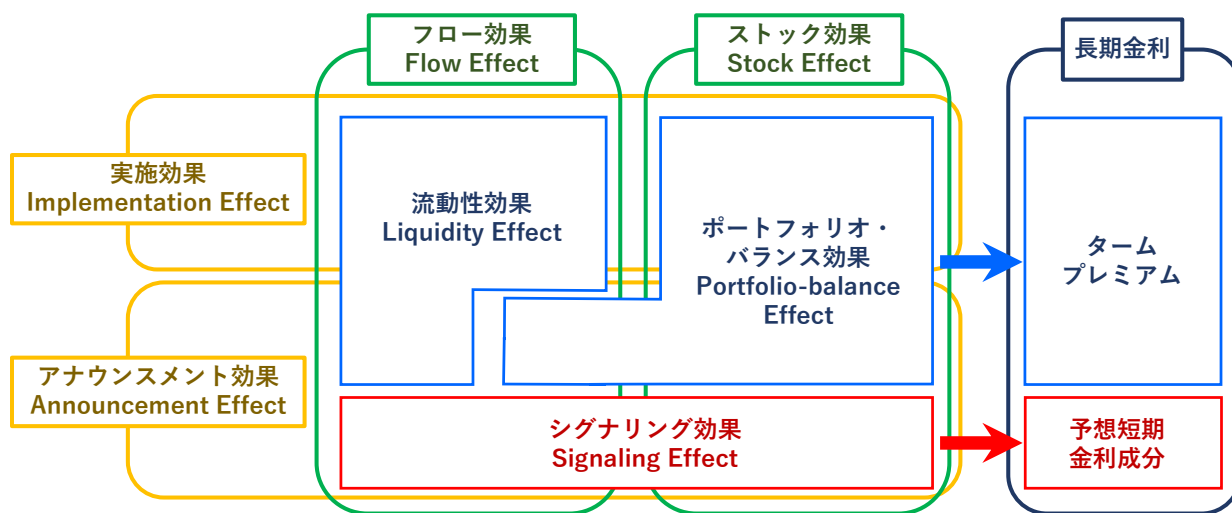 フロー効果
Flow Effect
ストック効果
Stock Effect
長期金利
実施効果
Implementation Effect
流動性効果
Liquidity Effect
ポートフォリオ・
バランス効果
Portfolio-balance
Effect
ターム
プレミアム
アナウンスメント効果
Announcement Effect
シグナリング効果
Signaling Effect
予想短期
金利成分